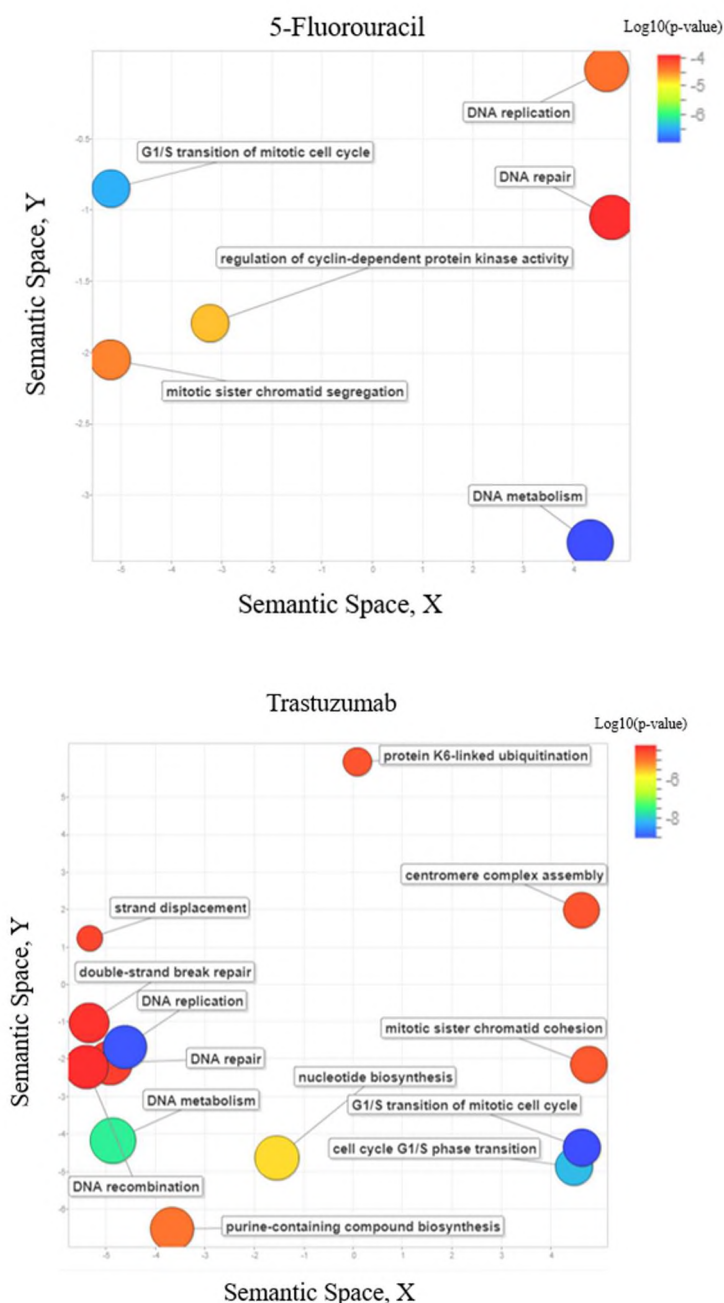 5-Fluorouracil
Log10(p-value)
-4
-5
-6
DNA replication
-0.5
G1/S transition of mitotic cell cycle
DNA repair
-1
regulation of cyclin-dependent protein kinase activity
-1.5
-2
mitotic sister chromatid segregation
-2.5
DNA metabolism
-3
-5 -4 -3 -2 -1 0 1 2 3 4
Semantic Space, Y
Semantic Space, X
Trastuzumab
Log10(p-value)
-6
-8
protein K6-linked ubiquitination
5
4
3
centromere complex assembly
2
strand displacement
1
0
double-strand break repair
-1
DNA replication
mitotic sister chromatid cohesion
-2
DNA repair
nucleotide biosynthesis
-3
DNA metabolism
G1/S transition of mitotic cell cycle
-4
cell cycle G1/S phase transition
-5
DNA recombination
-6
purine-containing compound biosynthesis
-5 -4 -3 -2 -1 0 1 2 3 4
Semantic Space, Y
Semantic Space, X